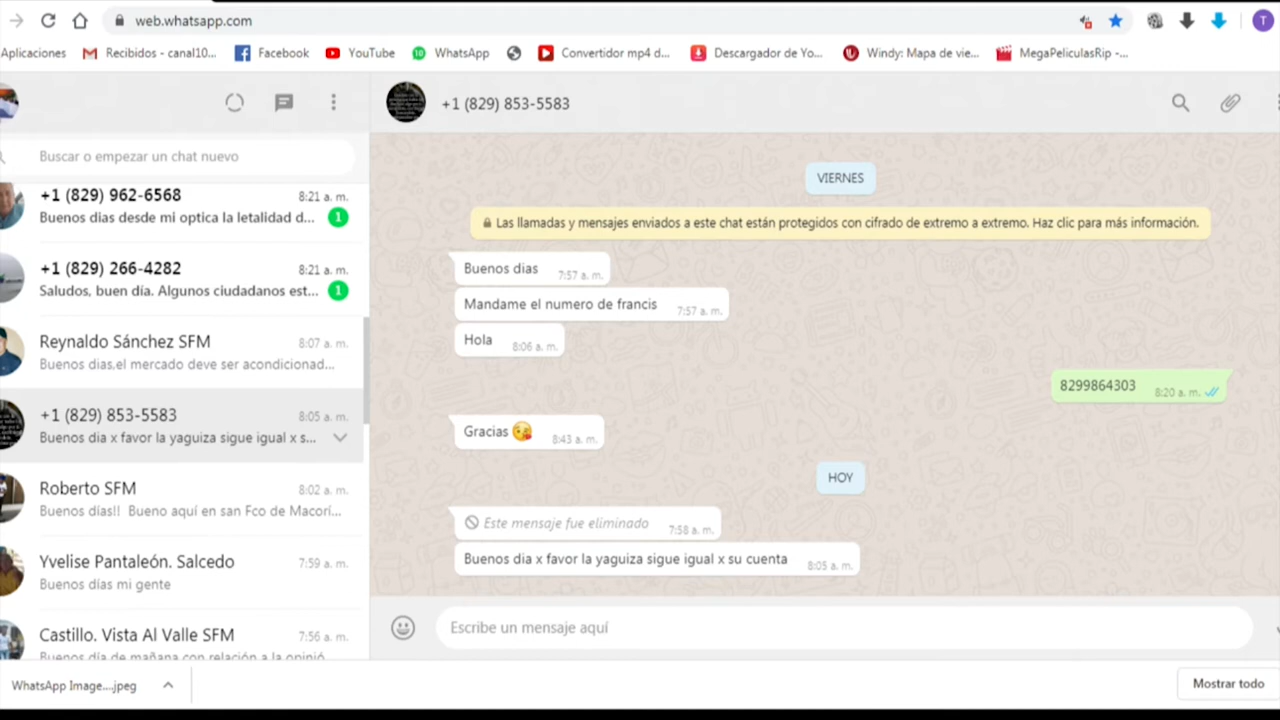 web.whatsapp.com
T
Aplicaciones
Recibidos - canal10...
Facebook
YouTube
WhatsApp
Convertidor mp4 d...
Descargador de Yo...
Windy: Mapa de vie...
MegaPeliculasRip -...
+1 (829) 853-5583
Buscar o empezar un chat nuevo
+1 (829) 962-6568 8:21 a. m.
Buenos dias desde mi optica la letalidad d... 1
+1 (829) 266-4282 8:21 a. m.
Saludos, buen día. Algunos ciudadanos est... 1
Reynaldo Sánchez SFM 8:07 a. m.
Buenos dias,el mercado deve ser acondicionad...
+1 (829) 853-5583 8:05 a. m.
Buenos dia x favor la yaguiza sigue igual x s...
Roberto SFM 8:02 a. m.
Buenos días!! Bueno aquí en san Fco de Macorí...
Yvelise Pantaleón. Salcedo 7:59 a. m.
Buenos días mi gente
Castillo. Vista Al Valle SFM 7:56 a. m.
Buenos día de mañana con relación a la opinió
VIERNES
Las llamadas y mensajes enviados a este chat están protegidos con cifrado de extremo a extremo. Haz clic para más información.
Buenos dias 7:57 a. m.
Mandame el numero de francis 7:57 a. m.
Hola 8:06 a. m.
8299864303 8:20 a. m.
Gracias 8:43 a. m.
HOY
Este mensaje fue eliminado 7:58 a. m.
Buenos dia x favor la yaguiza sigue igual x su cuenta 8:05 a. m.
Escribe un mensaje aquí
WhatsApp Image....jpeg
Mostrar todo